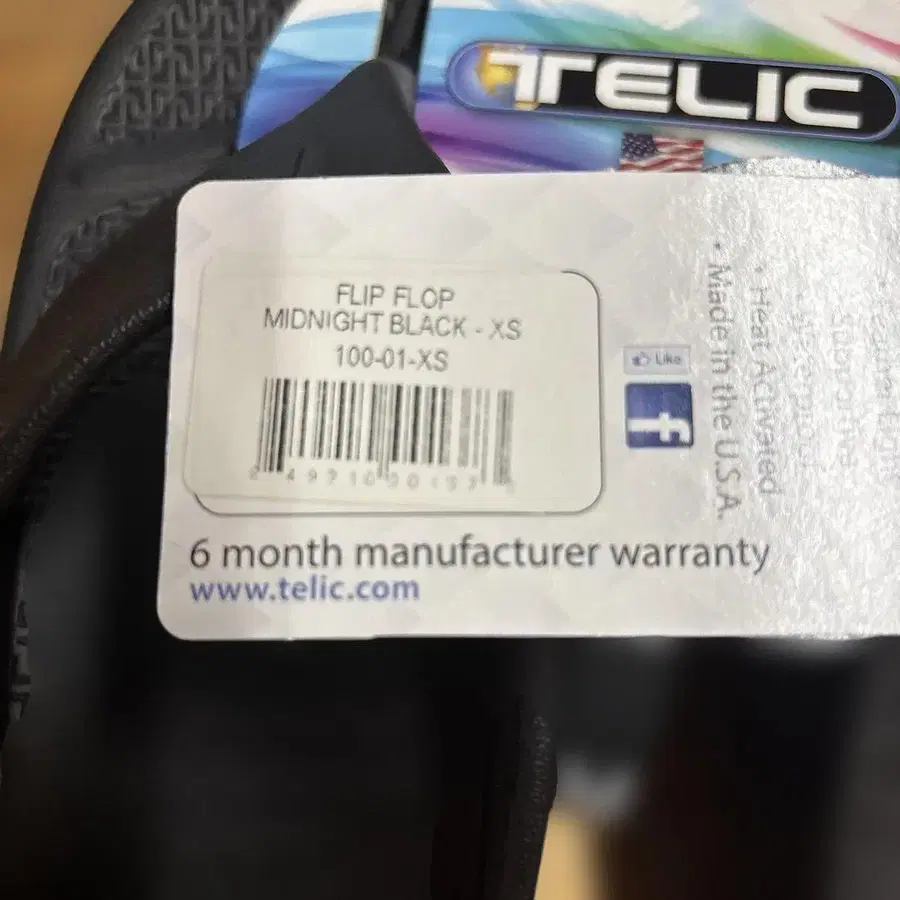 TELIC
FLIP FLOP
MIDNIGHT BLACK - XS
100-01-XS
Like
f
• Heat Activated
• Made in the U.S.A.
6 month manufacturer warranty
www.telic.com